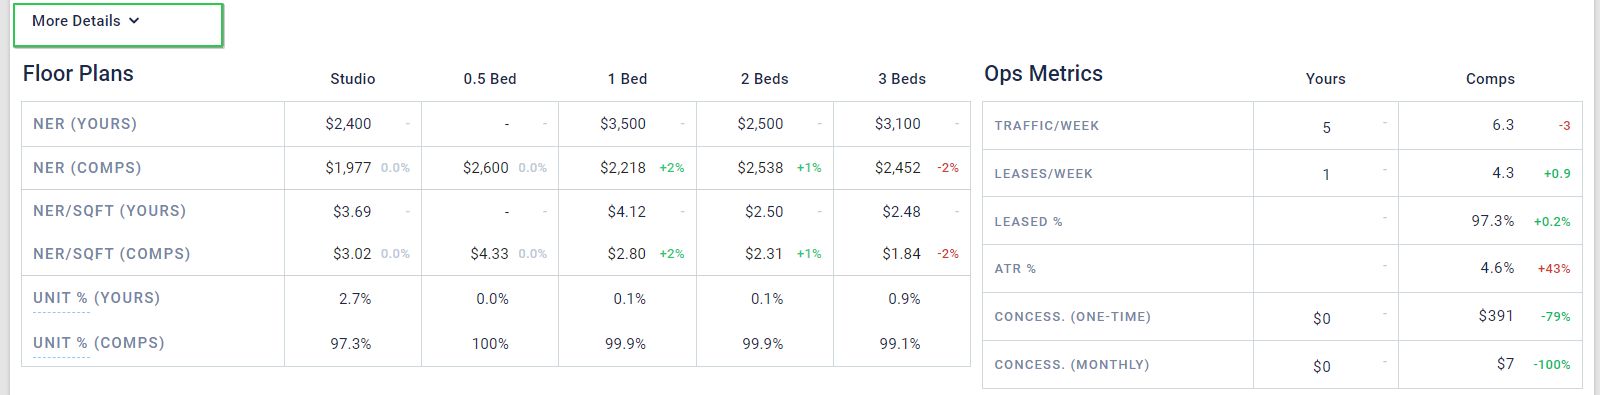 More Details
Floor Plans Studio 0.5 Bed 1 Bed 2 Beds 3 Beds
NER (YOURS) $2,400 - - - $3,500 - $2,500 - $3,100 -
NER (COMPS) $1,977 0.0% $2,600 0.0% $2,218 +2% $2,538 +1% $2,452 -2%
NER/SQFT (YOURS) $3.69 - - - $4.12 - $2.50 - $2.48 -
NER/SQFT (COMPS) $3.02 0.0% $4.33 0.0% $2.80 +2% $2.31 +1% $1.84 -2%
UNIT % (YOURS) 2.7% 0.0% 0.1% 0.1% 0.9%
UNIT % (COMPS) 97.3% 100% 99.9% 99.9% 99.1%
Ops Metrics Yours Comps
TRAFFIC/WEEK 5 - 6.3 -3
LEASES/WEEK 1 - 4.3 +0.9
LEASED % - 97.3% +0.2%
ATR % - 4.6% +43%
CONCESS. (ONE-TIME) $0 - $391 -79%
CONCESS. (MONTHLY) $0 - $7 -100%